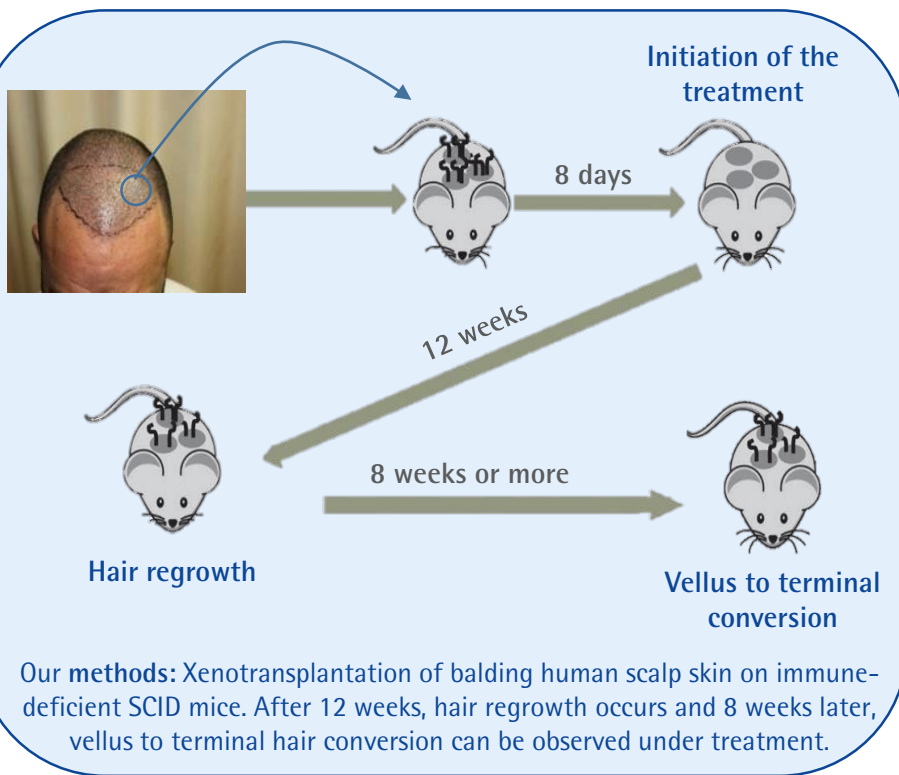 Initiation of the
treatment
8 days
12 weeks
8 weeks or more
Hair regrowth
Vellus to terminal
conversion
Our methods: Xenotransplantation of balding human scalp skin on immune-
deficient SCID mice. After 12 weeks, hair regrowth occurs and 8 weeks later,
vellus to terminal hair conversion can be observed under treatment.